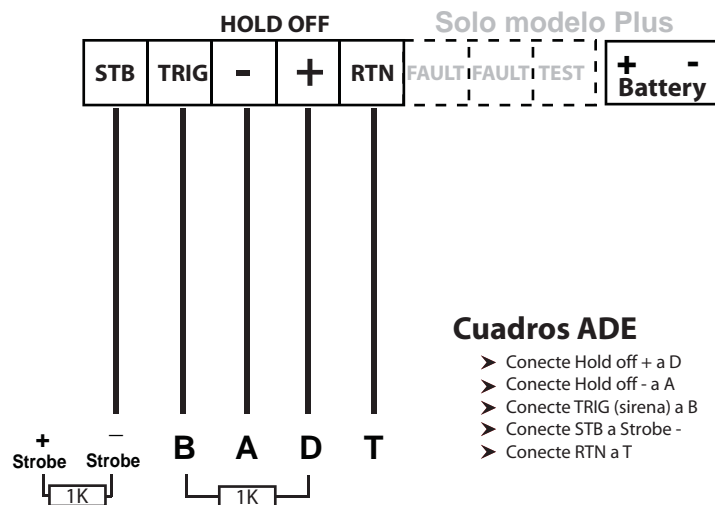 HOLD OFF
Solo modelo Plus
STB TRIG - + RTN FAULT FAULT TEST + -
Battery
Cuadros ADE
➤ Conecte Hold off + a D
➤ Conecte Hold off - a A
➤ Conecte TRIG (sirena) a B
➤ Conecte STB a Strobe -
➤ Conecte RTN a T
+ – B A D T
Strobe Strobe
1K 1K